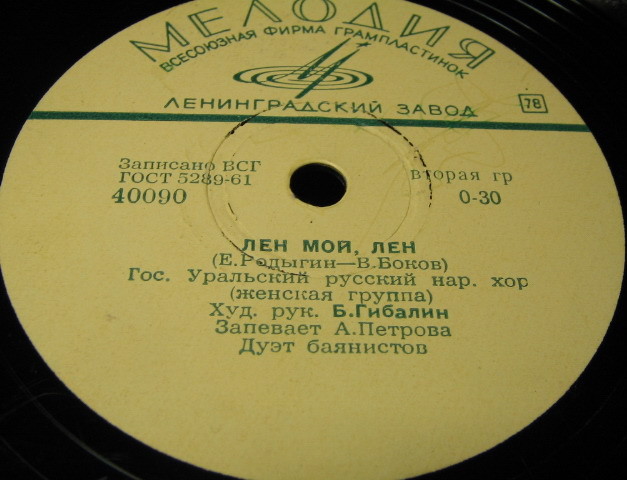 МЕЛОДИЯ
ВСЕСОЮЗНАЯ ФИРМА ГРАМПЛАСТИНОК
ЛЕНИНГРАДСКИЙ ЗАВОД
78
Записано ВСГ
ГОСТ 5289-61
40090
вторая гр
0-30
ЛЕН МОЙ, ЛЕН
(Е.Родыгин—В.Боков)
Гос. Уральский русский нар. хор
(женская группа)
Худ. рук. Б.Гибалин
Запевает А.Петрова
Дуэт баянистов